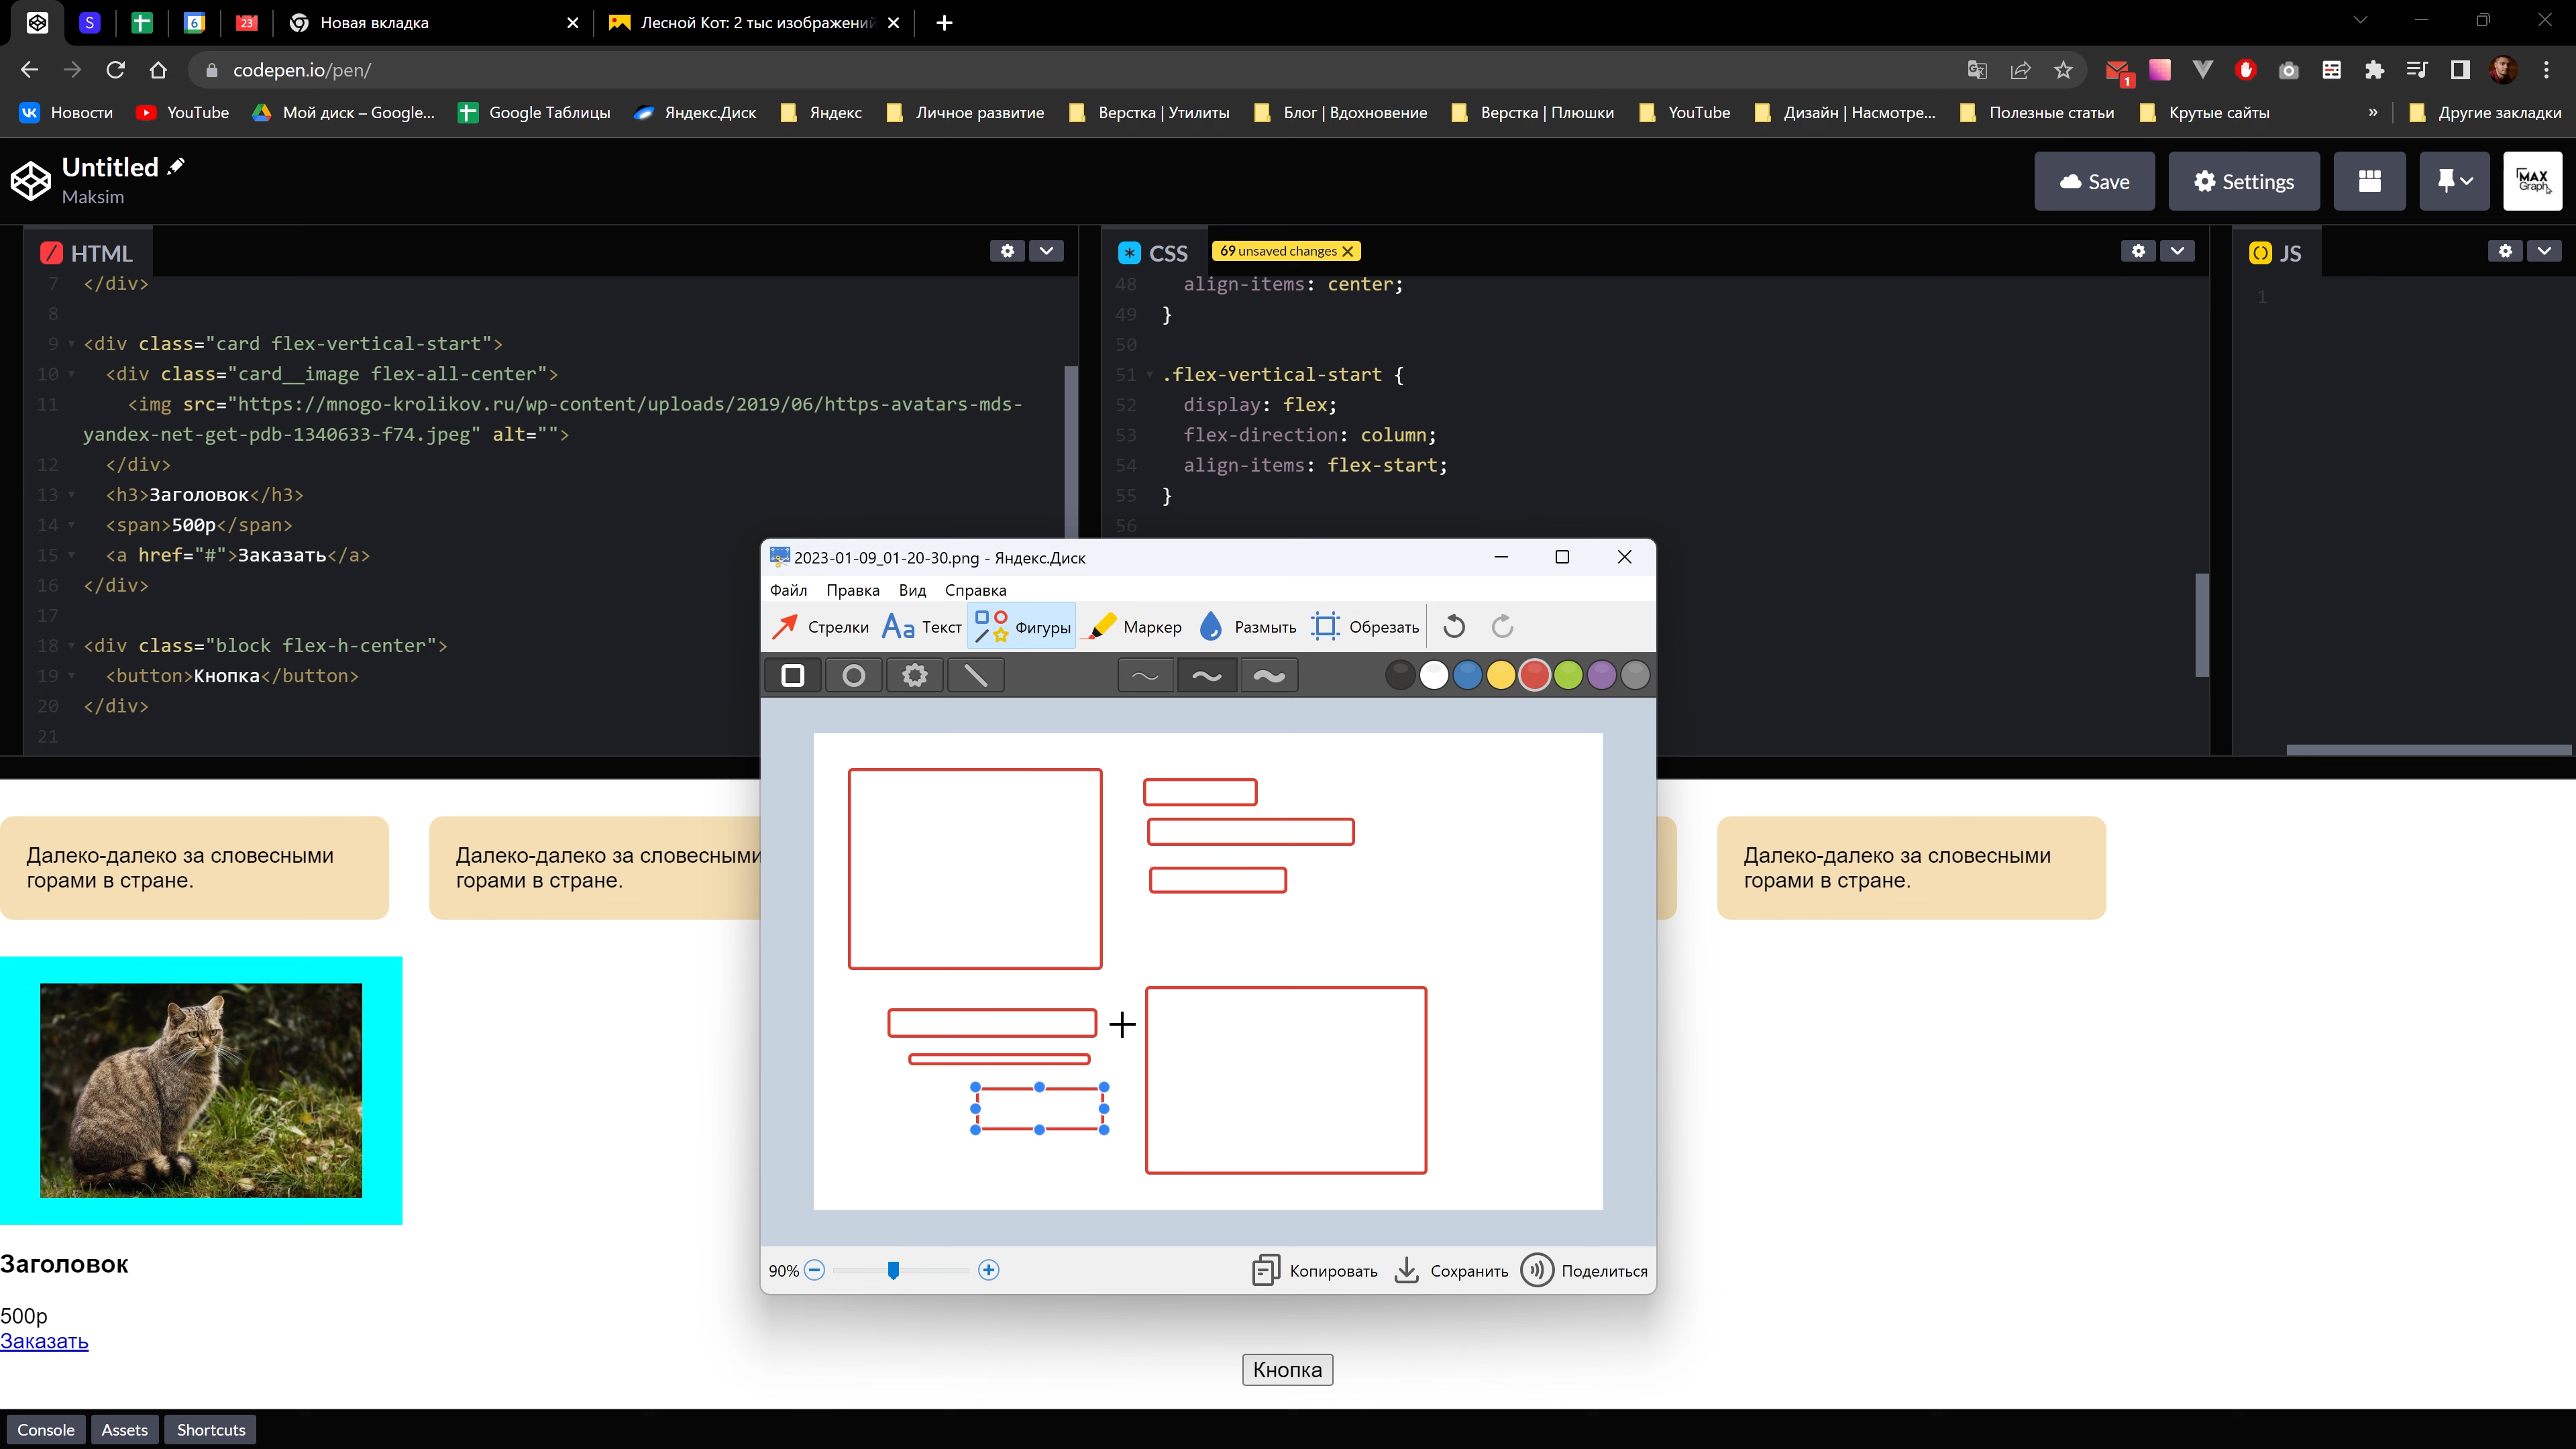 S
6
23
Новая вкладка
Лесной Кот: 2 тыс изображений
codepen.io/pen/
1
Новости
YouTube
Мой диск – Google...
Google Таблицы
Яндекс.Диск
Яндекс
Личное развитие
Верстка | Утилиты
Блог | Вдохновение
Верстка | Плюшки
YouTube
Дизайн | Насмотре...
Полезные статьи
Крутые сайты
»
Другие закладки
Untitled
Maksim
Save
Settings
MAX
Graph
HTML
7 </div>
8
9 <div class="card flex-vertical-start">
10 <div class="card__image flex-all-center">
11 <img src="https://mnogo-krolikov.ru/wp-content/uploads/2019/06/https-avatars-mds-
yandex-net-get-pdb-1340633-f74.jpeg" alt="">
12 </div>
13 <h3>Заголовок</h3>
14 <span>500р</span>
15 <a href="#">Заказать</a>
16 </div>
17
18 <div class="block flex-h-center">
19 <button>Кнопка</button>
20 </div>
21
CSS
69 unsaved changes
48 align-items: center;
49 }
50
51 .flex-vertical-start {
52 display: flex;
53 flex-direction: column;
54 align-items: flex-start;
55 }
56
JS
1
2023-01-09_01-20-30.png - Яндекс.Диск
Файл Правка Вид Справка
Стрелки
Aa Текст
Фигуры
Маркер
Размыть
Обрезать
90%
Копировать
Сохранить
Поделиться
Далеко-далеко за словесными
горами в стране.
Далеко-далеко за словесными
горами в стране.
Далеко-далеко за словесными
горами в стране.
Заголовок
500р
Заказать
Кнопка
Console
Assets
Shortcuts